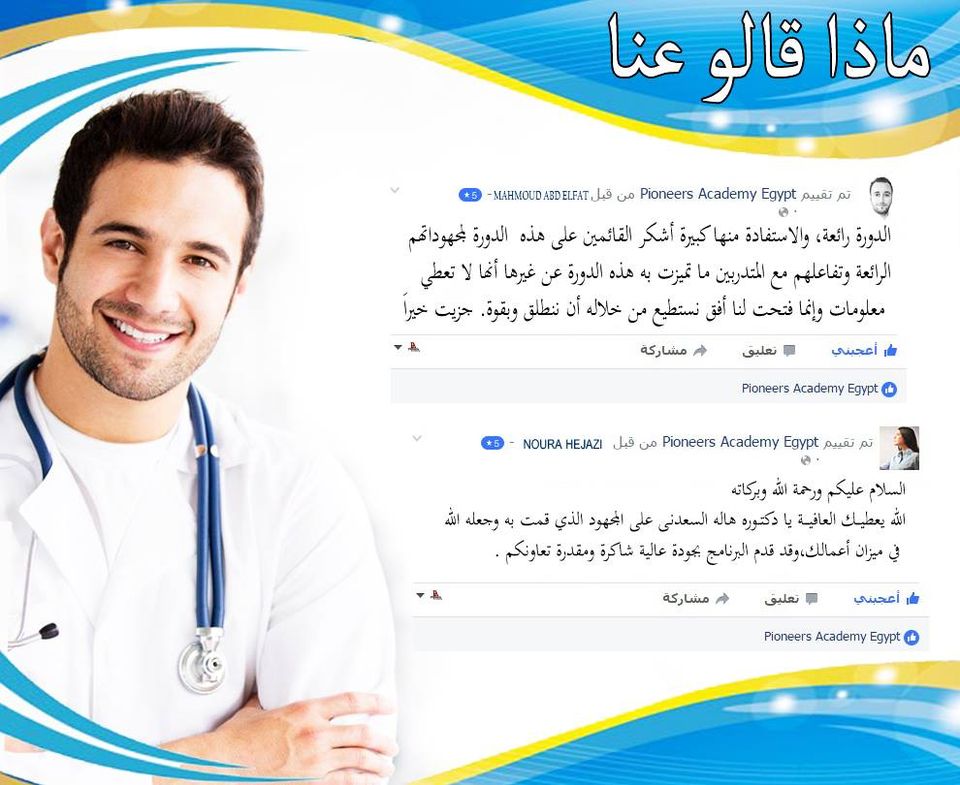 ماذا قالو عنا
تم تقييم Pioneers Academy Egypt من قبل MAHMOUD ABD ELFAT - 5★
الدورة رائعة، والاستفادة منها كبيرة أشكر القائمين على هذه الدورة لمجهوداتهم
الرائعة وتفاعلهم مع المتدربين ما تميزت به هذه الدورة عن غيرها أنها لا تعطي
معلومات وإنما فتحت لنا أفق نستطيع من خلاله أن ننطلق وبقوة. جزيت خيراً
أعجبني تعليق مشاركة
Pioneers Academy Egypt
تم تقييم Pioneers Academy Egypt من قبل NOURA HEJAZI - 5★
السلام عليكم ورحمة الله وبركاته
الله يعطيك العافية يا دكتوره هاله السعدنى على المجهود الذي قمت به وجعله الله
في ميزان أعمالك،وقد قدم البرنامج بجودة عالية شاكرة ومقدرة تعاونكم .
أعجبني تعليق مشاركة
Pioneers Academy Egypt